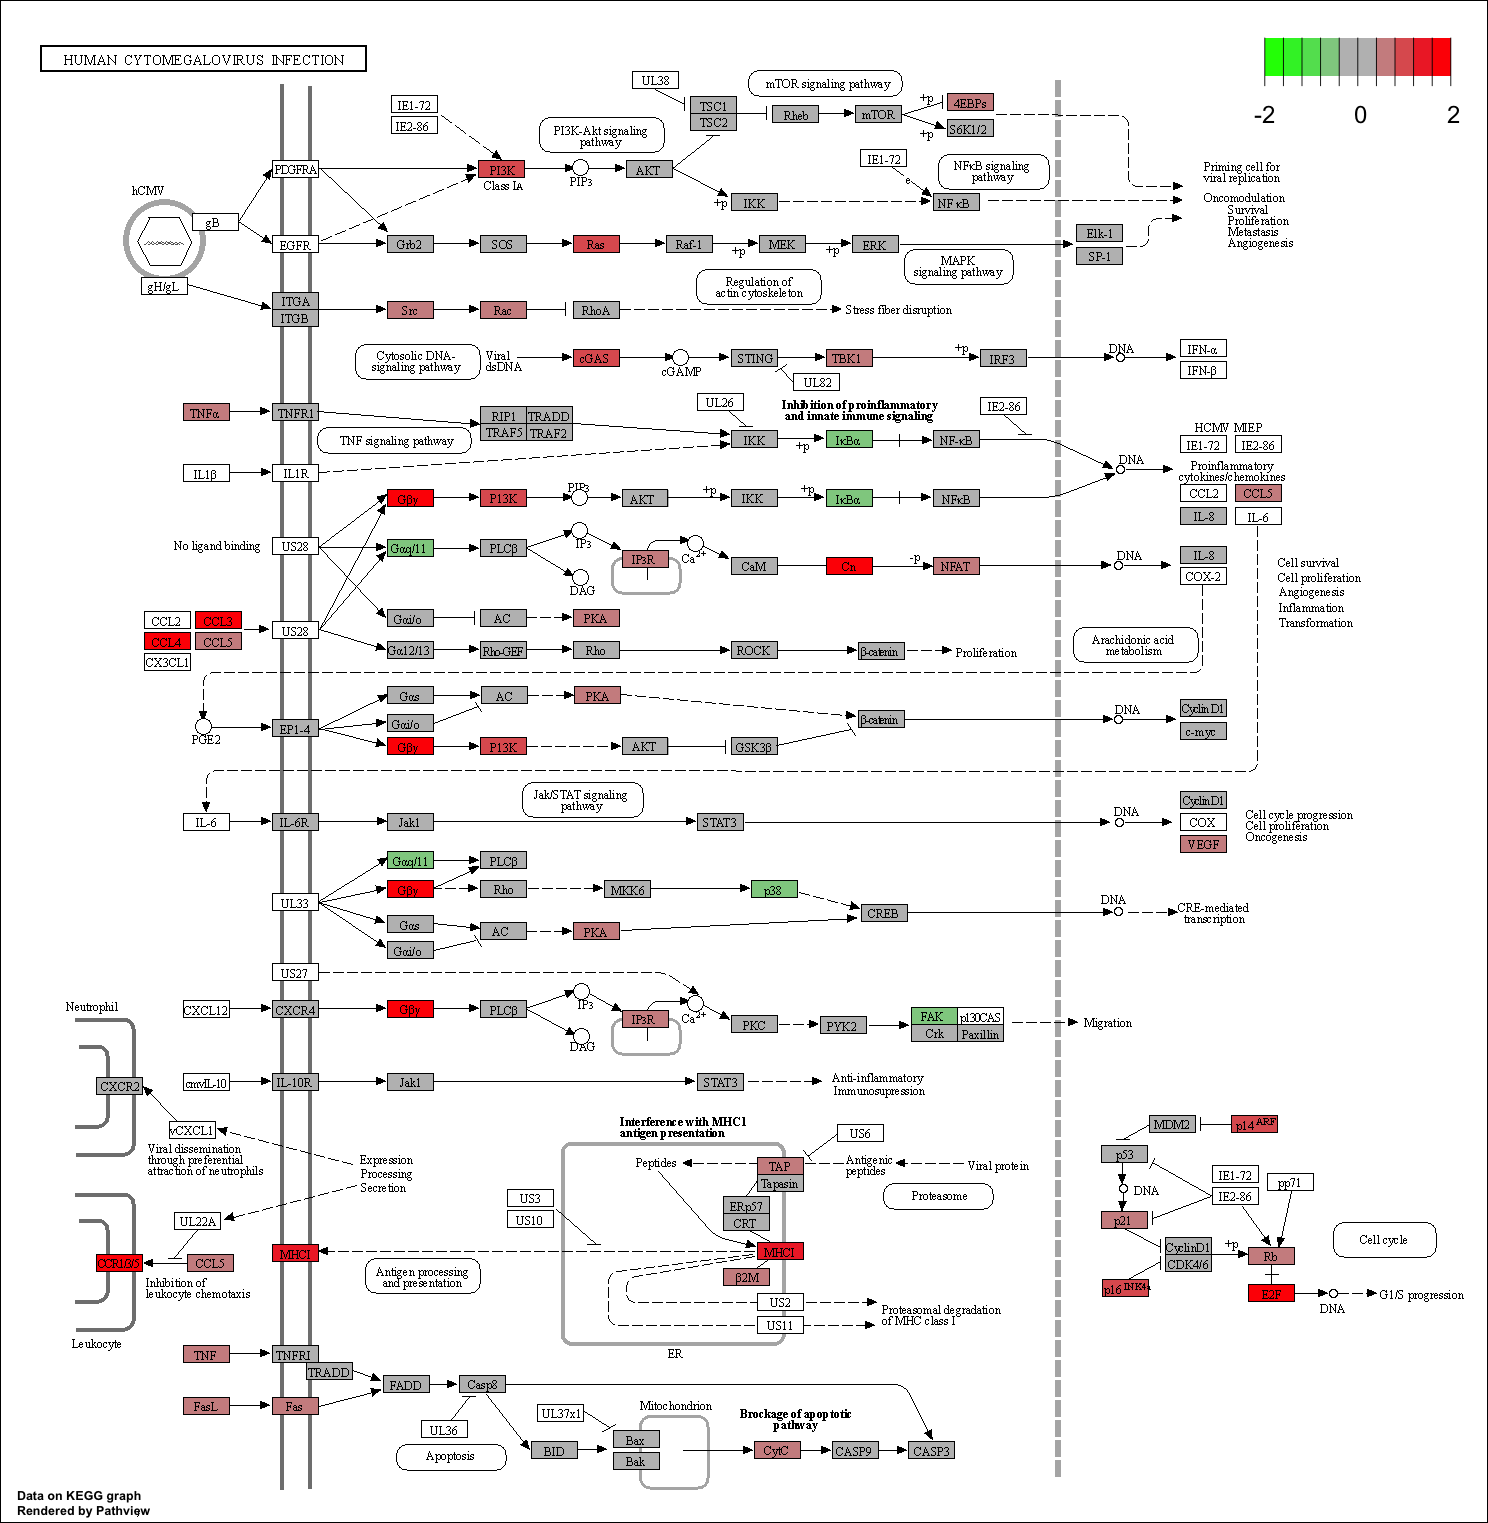 HUMAN CYTOMEGALOVIRUS INFECTION
-2 0 2
UL38
mTOR signaling pathway
IE1-72
IE2-86
TSC1
TSC2
Rheb
mTOR
+p
4EBPs
S6K1/2
+p
PI3K-Akt signaling
pathway
PDGFRA
PI3K
Class IA
PIP3
AKT
IE1-72
NFκB signaling
pathway
Priming cell for
viral replication
hCMV
gB
+p
IKK
e
NFκB
Oncomodulation
Survival
Proliferation
Metastasis
Angiogenesis
EGFR
Grb2
SOS
Ras
Raf-1
+p
MEK
+p
ERK
Elk-1
SP-1
MAPK
signaling pathway
gH/gL
Regulation of
actin cytoskeleton
ITGA
ITGB
Src
Rac
RhoA
Stress fiber disruption
Cytosolic DNA-
signaling pathway
Viral
dsDNA
cGAS
cGAMP
STING
TBK1
+p
IRF3
DNA
IFN-α
IFN-β
UL82
TNFα
TNFR1
RIP1
TRADD
TRAF5
TRAF2
UL26
Inhibition of proinflammatory
and innate immune signaling
IE2-86
TNF signaling pathway
IKK
+p
IκBα
NF-κB
HCMV MIEP
IE1-72
IE2-86
DNA
IL1β
IL1R
Proinflammatory
cytokines/chemokines
CCL2
CCL5
IL-8
IL-6
Gβγ
P13K
PIP3
AKT
+p
IKK
+p
IκBα
NFκB
No ligand binding
US28
Gαq/11
PLCβ
IP3
DAG
IP3R
Ca2+
CaM
Cn
-p
NFAT
DNA
IL-8
COX-2
Cell survival
Cell proliferation
Angiogenesis
Inflammation
Transformation
CCL2
CCL3
CCL4
CCL5
CX3CL1
US28
Gαi/o
AC
PKA
Gα12/13
Rho-GEF
Rho
ROCK
β-catenin
Proliferation
Arachidonic acid
metabolism
PGE2
EP1-4
Gαs
AC
PKA
Gαi/o
Gβγ
P13K
AKT
GSK3β
β-catenin
DNA
CyclinD1
c-myc
Jak/STAT signaling
pathway
IL-6
IL-6R
Jak1
STAT3
DNA
CyclinD1
COX
VEGF
Cell cycle progression
Cell proliferation
Oncogenesis
UL33
Gαq/11
PLCβ
Gβγ
Rho
MKK6
p38
Gαs
Gαi/o
AC
PKA
CREB
DNA
CRE-mediated
transcription
US27
Neutrophil
CXCL12
CXCR4
Gβγ
PLCβ
IP3
DAG
IP3R
Ca2+
PKC
PYK2
FAK
p130CAS
Crk
Paxillin
Migration
CXCR2
cmvIL-10
IL-10R
Jak1
STAT3
Anti-inflammatory
Immunosupression
vCXCL1
Viral dissemination
through preferential
attraction of neutrophils
Expression
Processing
Secretion
UL22A
CCR1/3/5
CCL5
Inhibition of
leukocyte chemotaxis
Leukocyte
Interference with MHC1
antigen presentation
US6
Peptides
TAP
Tapasin
Antigenic
peptides
Viral protein
Proteasome
US3
US10
ERp57
CRT
MHCI
MHCI
β2M
Antigen processing
and presentation
US2
US11
Proteasomal degradation
of MHC class I
ER
MDM2
p14ARF
p53
DNA
IE1-72
IE2-86
pp71
p21
CyclinD1
CDK4/6
+p
Rb
Cell cycle
p16INK4a
E2F
DNA
G1/S progression
TNF
TNFRI
TRADD
FADD
Casp8
FasL
Fas
UL36
Apoptosis
UL37x1
Mitochondrion
BID
Bax
Bak
Brockage of apoptotic
pathway
CytC
CASP9
CASP3
Data on KEGG graph
Rendered by Pathview